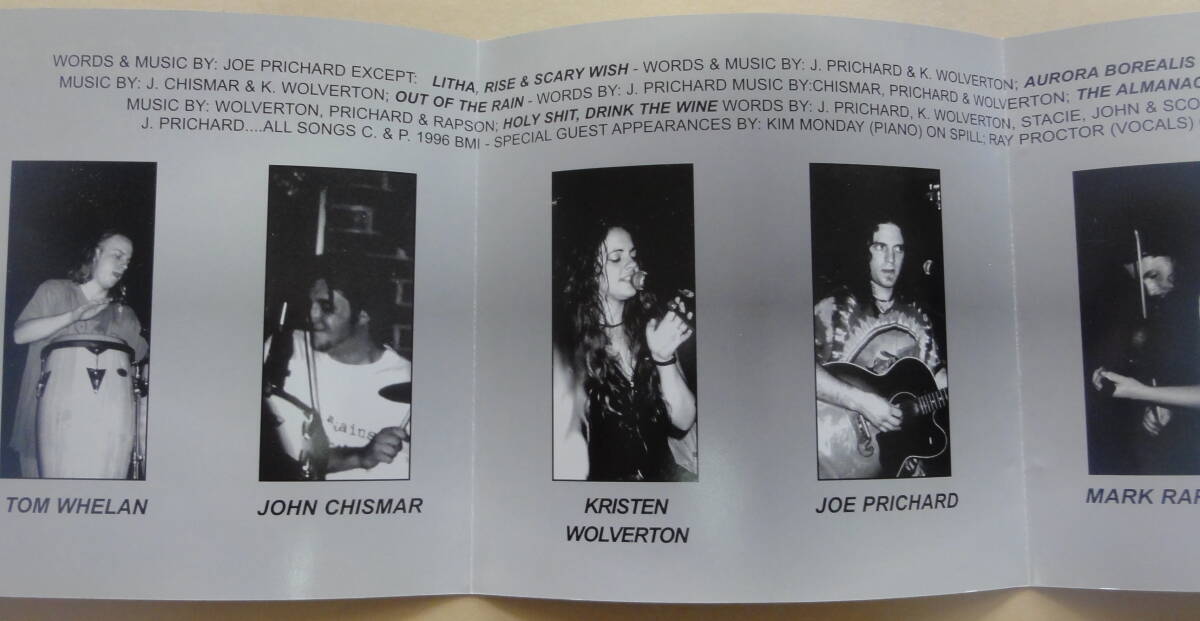 WORDS & MUSIC BY: JOE PRICHARD EXCEPT: LITHA, RISE & SCARY WISH - WORDS & MUSIC BY: J. PRICHARD & K. WOLVERTON; AURORA BOREALIS
MUSIC BY: J. CHISMAR & K. WOLVERTON; OUT OF THE RAIN - WORDS BY: J. PRICHARD MUSIC BY:CHISMAR, PRICHARD & WOLVERTON; THE ALMANAC
MUSIC BY: WOLVERTON, PRICHARD & RAPSON; HOLY SHIT, DRINK THE WINE WORDS BY: J. PRICHARD, K. WOLVERTON, STACIE, JOHN & SCO
J. PRICHARD....ALL SONGS C. & P. 1996 BMI - SPECIAL GUEST APPEARANCES BY: KIM MONDAY (PIANO) ON SPILL; RAY PROCTOR (VOCALS)
TOM WHELAN
JOHN CHISMAR
KRISTEN
WOLVERTON
JOE PRICHARD
MARK RAP